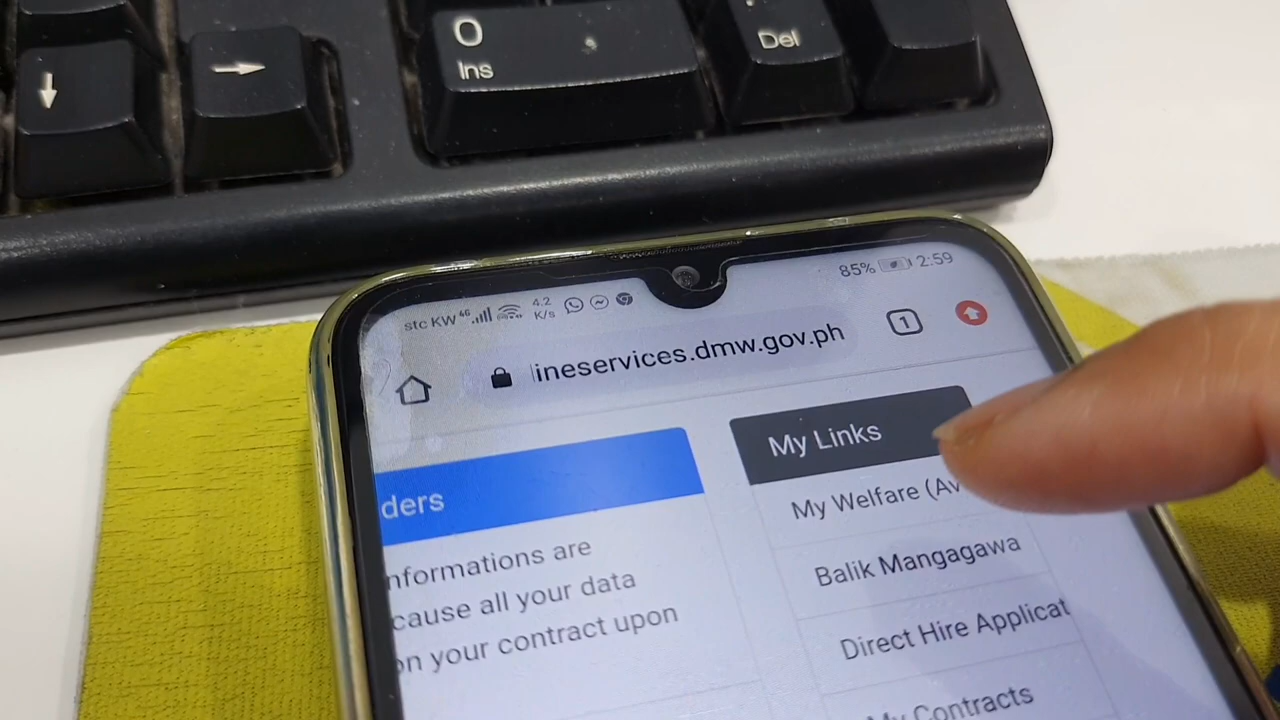 0
Ins
Del
stc KW 4G 4.2 K/s 85% 2:59
ineservices.dmw.gov.ph 1
ders
nformations are
cause all your data
on your contract upon
My Links
My Welfare (Av
Balik Mangagawa
Direct Hire Applicat
My Contracts